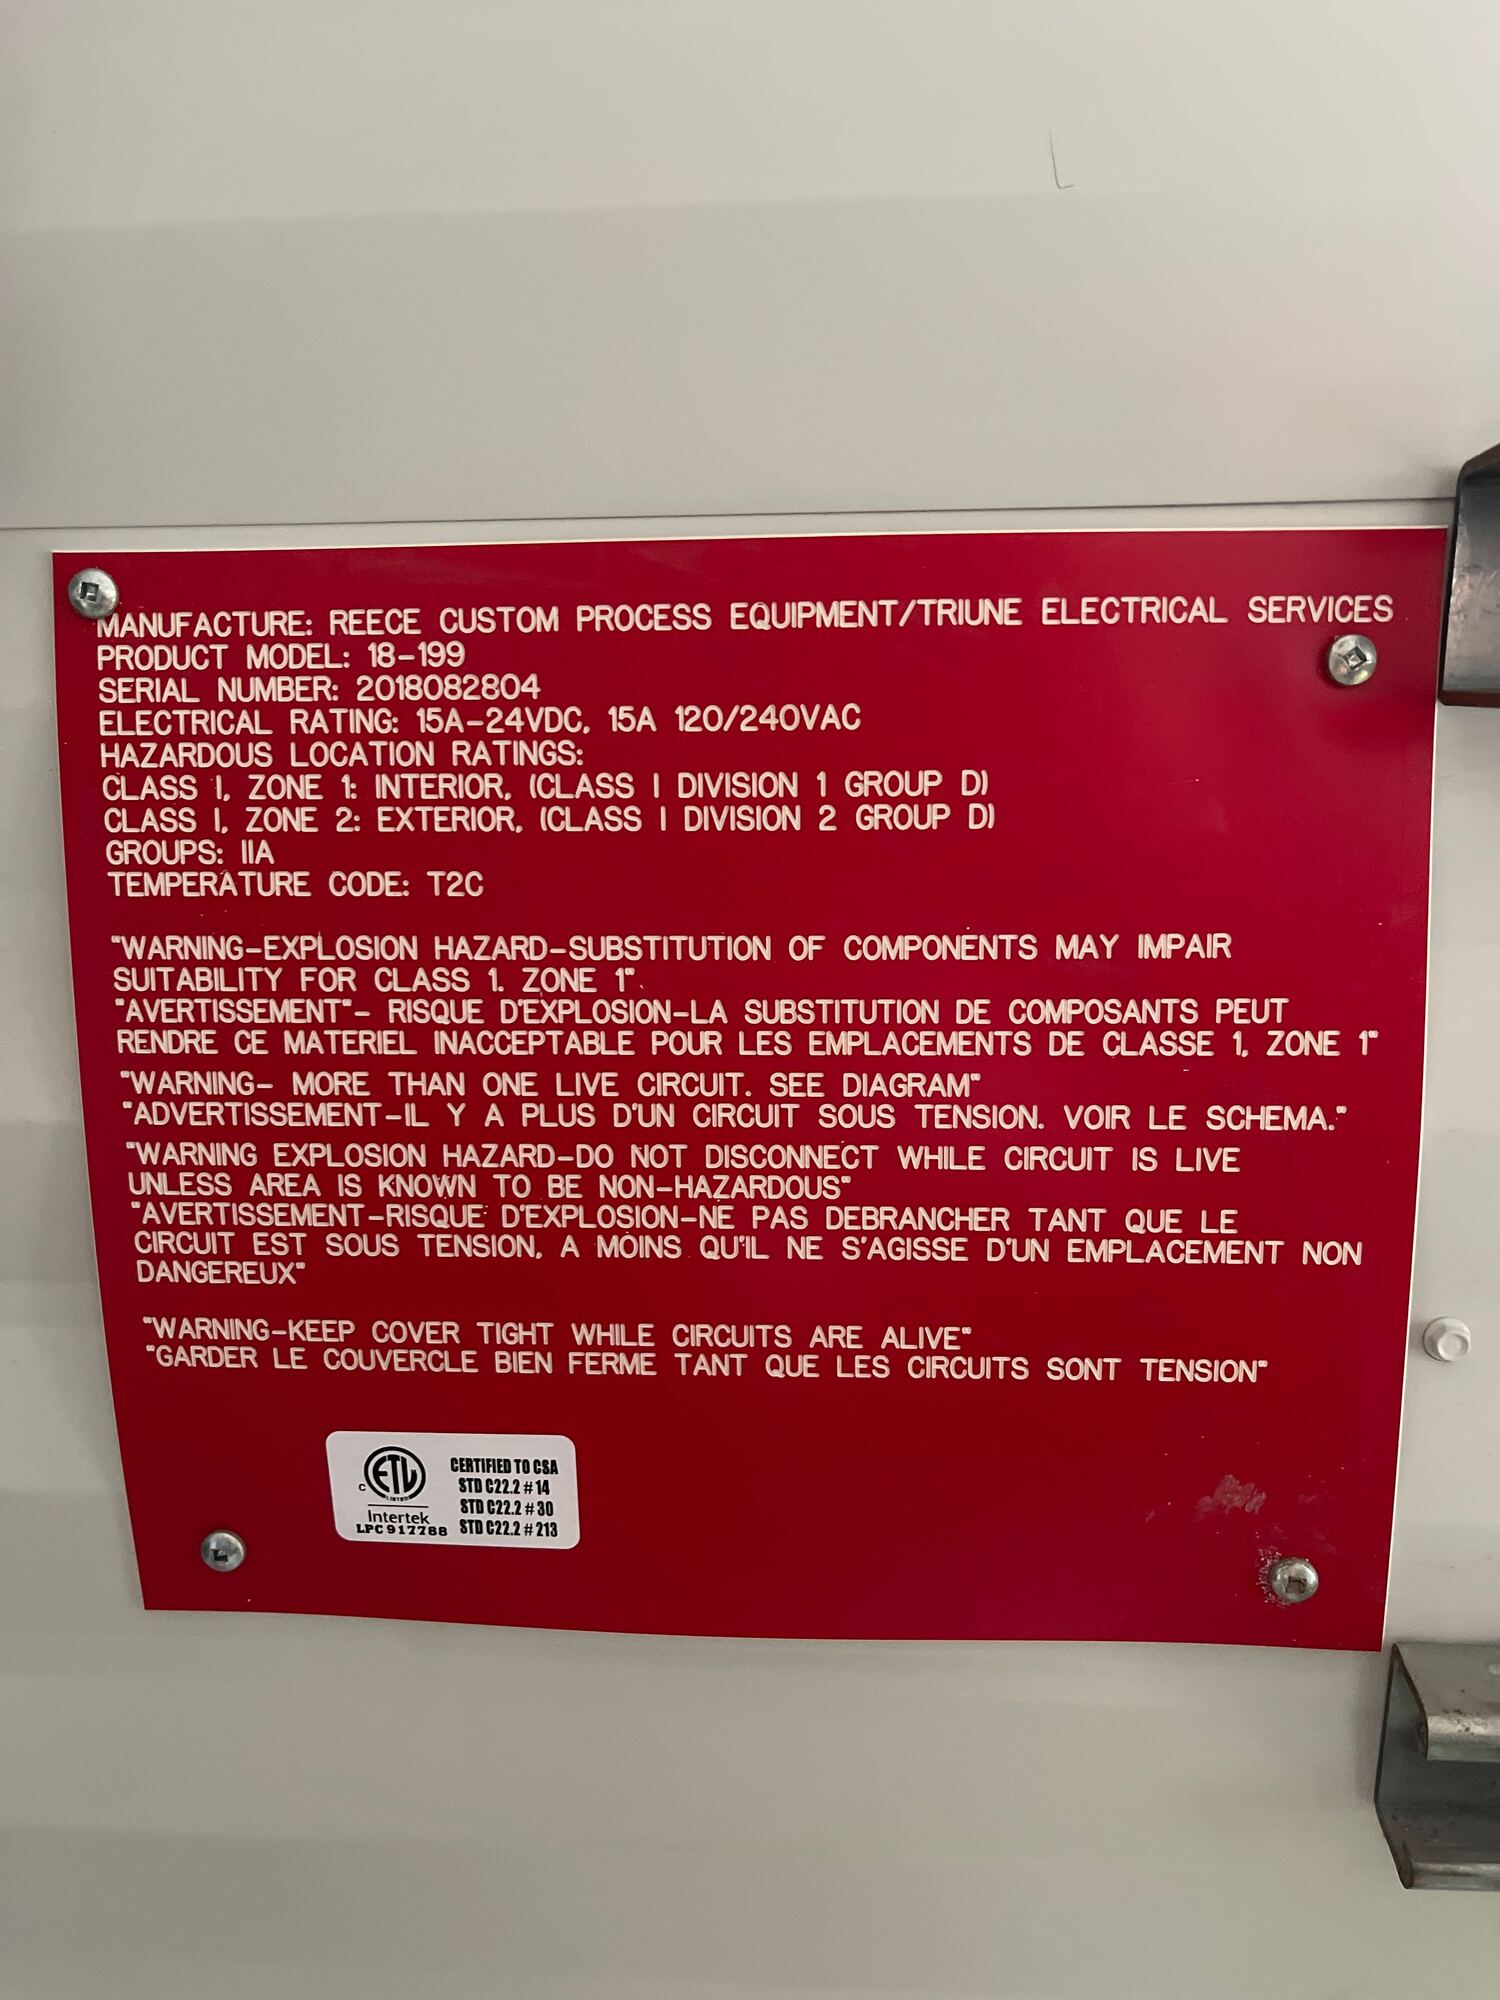 MANUFACTURE: REECE CUSTOM PROCESS EQUIPMENT/TRIUNE ELECTRICAL SERVICES
PRODUCT MODEL: 18-199
SERIAL NUMBER: 2018082804
ELECTRICAL RATING: 15A-24VDC, 15A 120/240VAC
HAZARDOUS LOCATION RATINGS:
CLASS I, ZONE 1: INTERIOR, (CLASS I DIVISION 1 GROUP D)
CLASS I, ZONE 2: EXTERIOR, (CLASS I DIVISION 2 GROUP D)
GROUPS: IIA
TEMPERATURE CODE: T2C
"WARNING-EXPLOSION HAZARD-SUBSTITUTION OF COMPONENTS MAY IMPAIR
SUITABILITY FOR CLASS 1. ZONE 1".
"AVERTISSEMENT"- RISQUE D'EXPLOSION-LA SUBSTITUTION DE COMPOSANTS PEUT
RENDRE CE MATERIEL INACCEPTABLE POUR LES EMPLACEMENTS DE CLASSE 1, ZONE 1"
"WARNING- MORE THAN ONE LIVE CIRCUIT. SEE DIAGRAM"
"ADVERTISSEMENT-IL Y A PLUS D'UN CIRCUIT SOUS TENSION. VOIR LE SCHEMA."
"WARNING EXPLOSION HAZARD-DO NOT DISCONNECT WHILE CIRCUIT IS LIVE
UNLESS AREA IS KNOWN TO BE NON-HAZARDOUS"
"AVERTISSEMENT-RISQUE D'EXPLOSION-NE PAS DEBRANCHER TANT QUE LE
CIRCUIT EST SOUS TENSION, A MOINS QU'IL NE S'AGISSE D'UN EMPLACEMENT NON
DANGEREUX"
"WARNING-KEEP COVER TIGHT WHILE CIRCUITS ARE ALIVE"
"GARDER LE COUVERCLE BIEN FERME TANT QUE LES CIRCUITS SONT TENSION"
C ETL LISTED
Intertek
LPC 917788
CERTIFIED TO CSA
STD C22.2 # 14
STD C22.2 # 30
STD C22.2 # 213